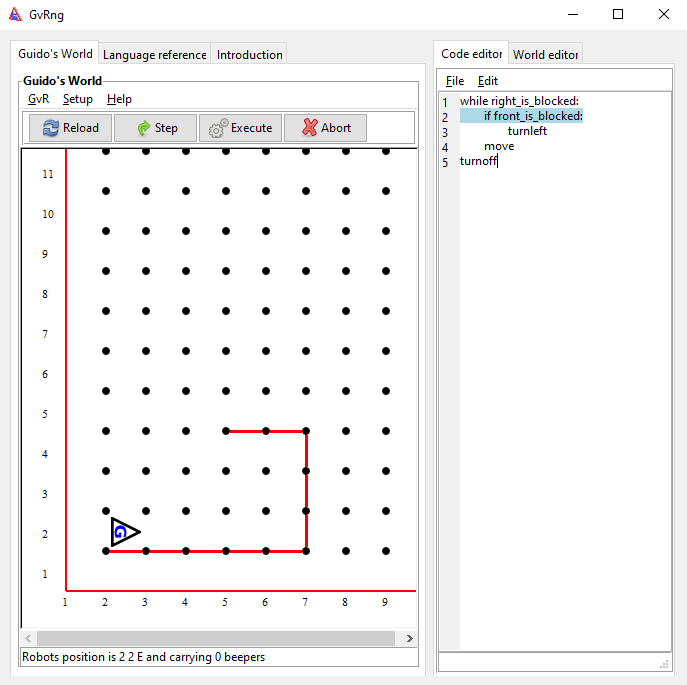 GvRng
Guido's World Language reference Introduction
Guido's World
GvR Setup Help
Reload Step Execute Abort
11
10
9
8
7
6
5
4
3
2
1
G
1 2 3 4 5 6 7 8 9
Robots position is 2 2 E and carrying 0 beepers
Code editor World editor
File Edit
1 while right_is_blocked:
2 if front_is_blocked:
3 turnleft
4 move
5 turnoff